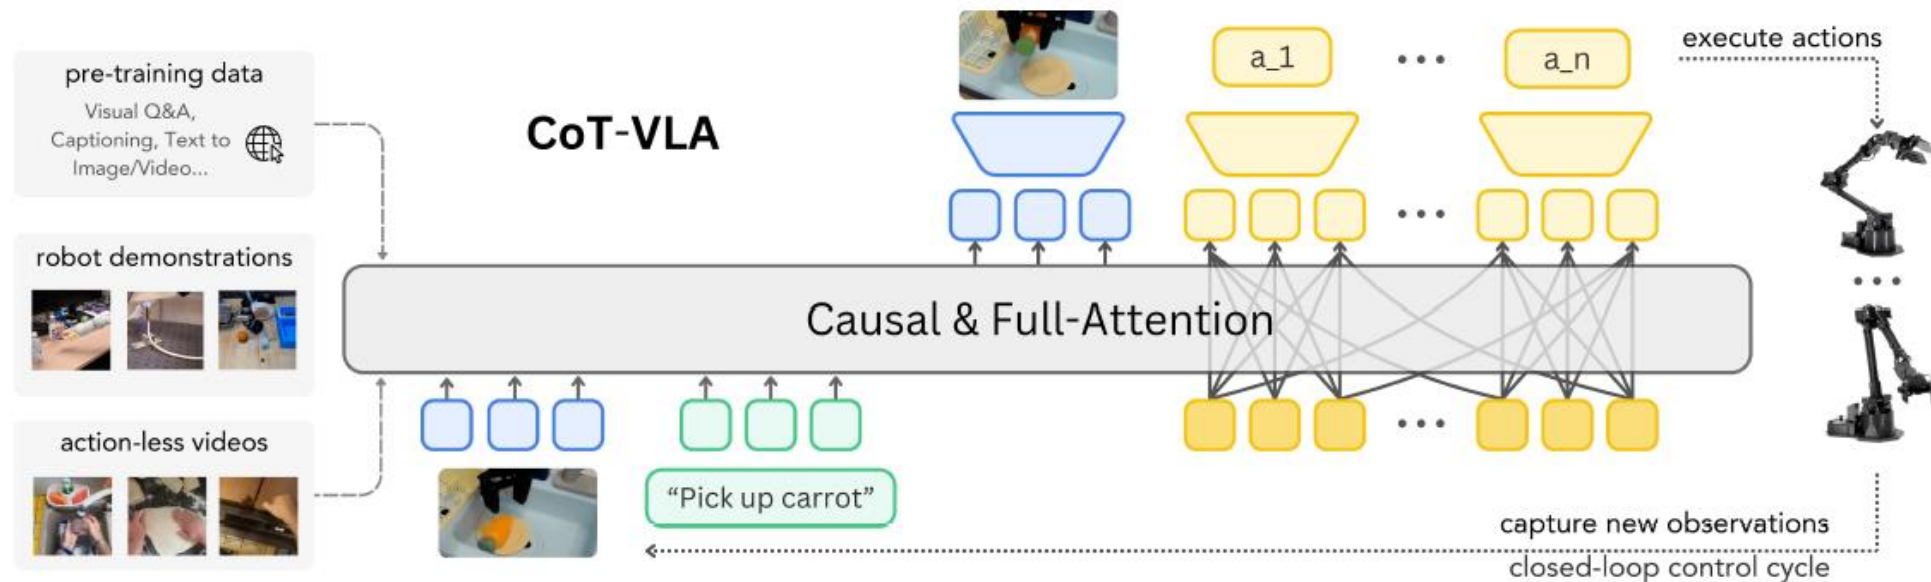 pre-training data
Visual Q&A,
Captioning, Text to
Image/Video...
robot demonstrations
action-less videos
CoT-VLA
a_1
a_n
execute actions
Causal & Full-Attention
“Pick up carrot”
capture new observations
closed-loop control cycle